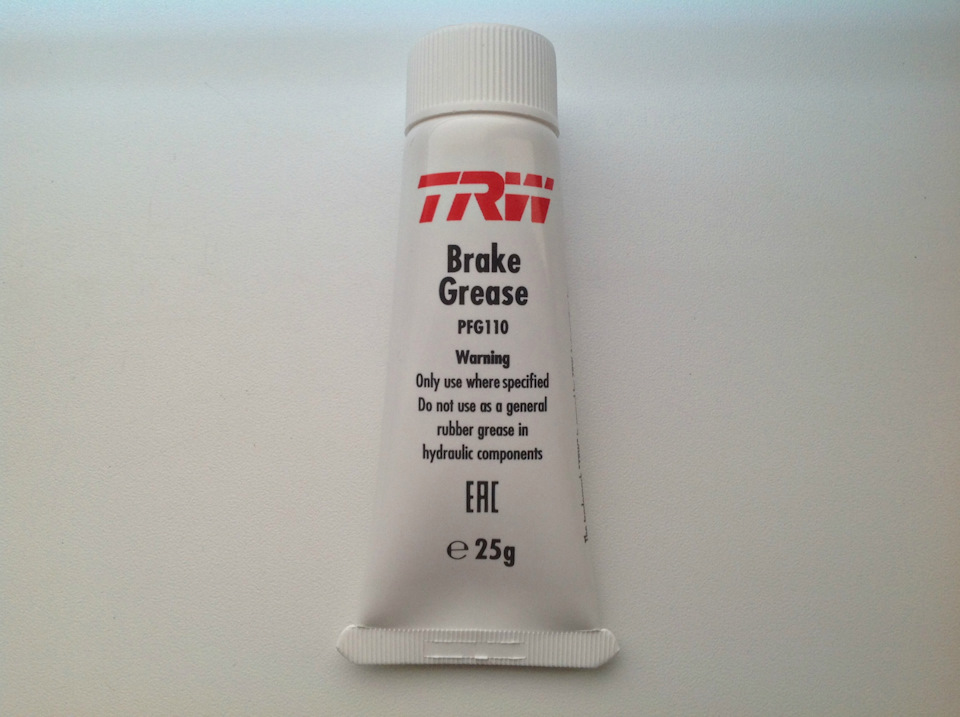 TRW
Brake
Grease
PFG110
Warning
Only use where specified
Do not use as a general
rubber grease in
hydraulic components
EAC
℮ 25g